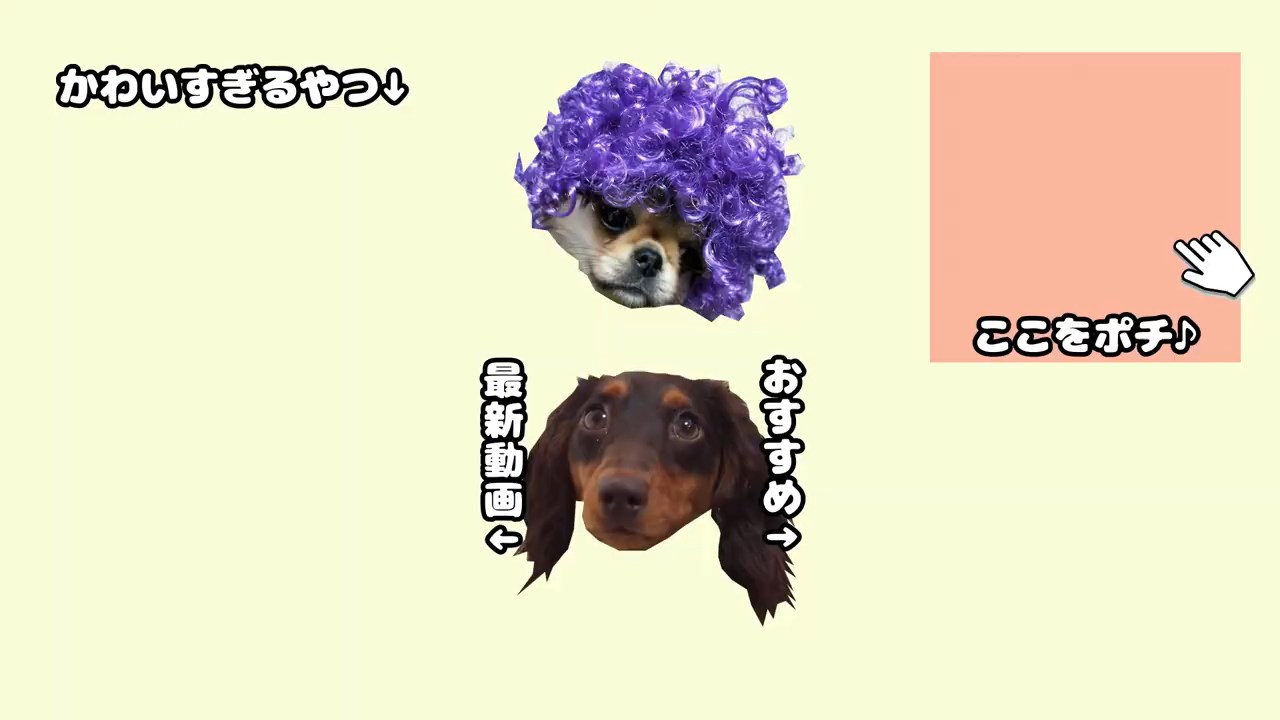 かわいすぎるやつ↓
ここをポチ♪
最新動画←
おすすめ→